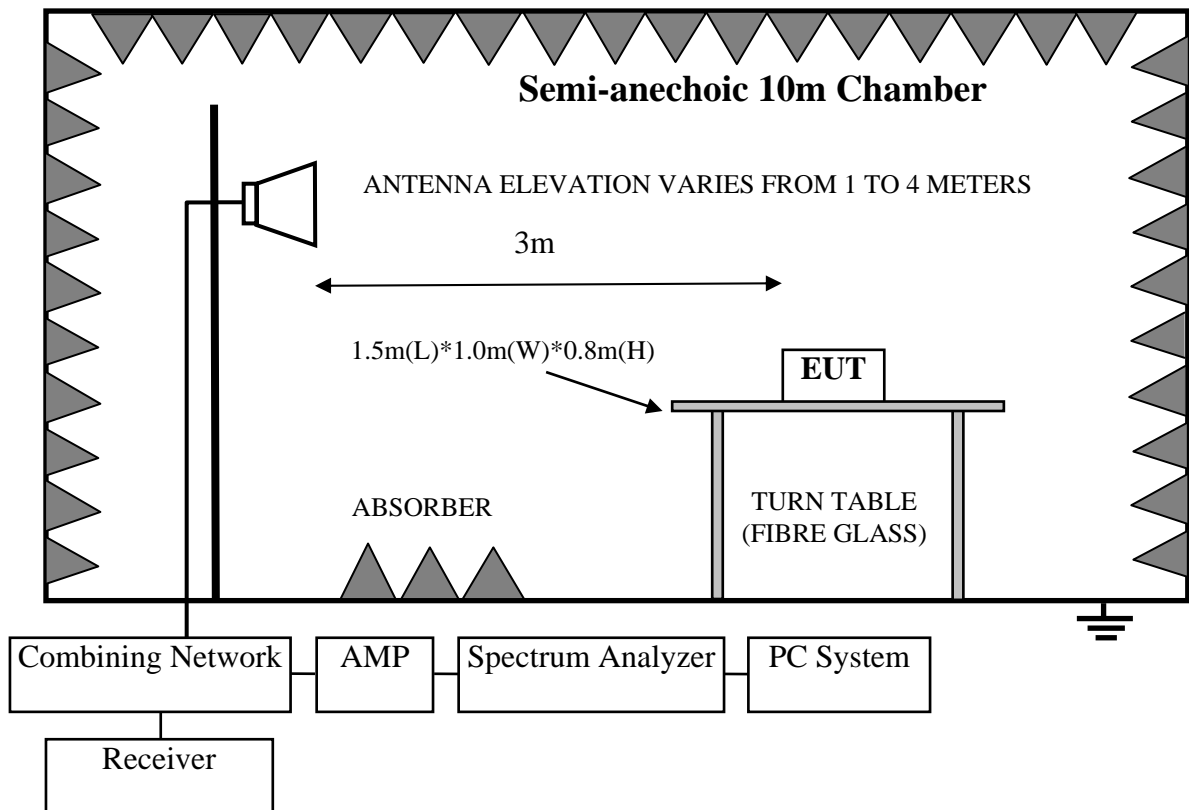 Semi-anechoic 10m Chamber
ANTENNA ELEVATION VARIES FROM 1 TO 4 METERS
3m
1.5m(L)*1.0m(W)*0.8m(H)
EUT
ABSORBER
TURN TABLE
(FIBRE GLASS)
Combining Network
AMP
Spectrum Analyzer
PC System
Receiver